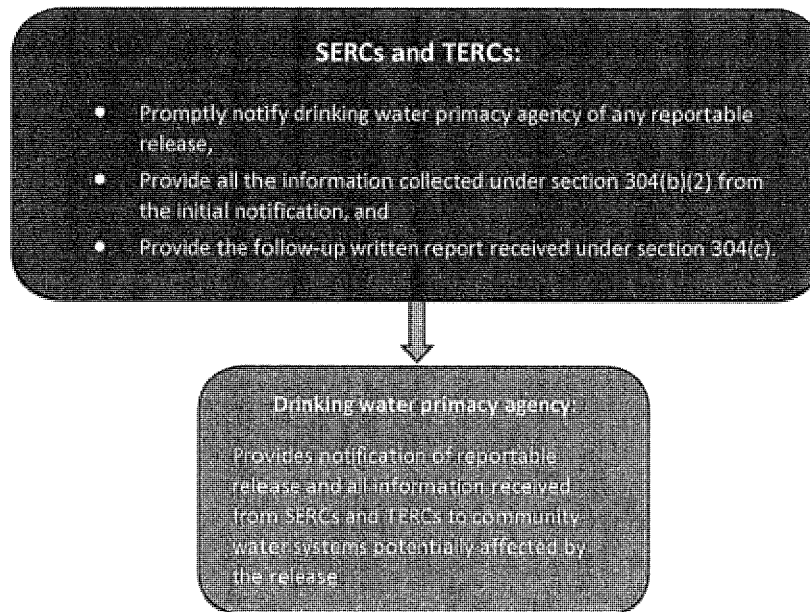 SERCs and TERCs:
• Promptly notify drinking water primacy agency of any reportable
release,
• Provide all the information collected under section 304(b)(2) from
the initial notification, and
• Provide the follow-up written report received under section 304(c).
Drinking water primacy agency:
Provides notification of reportable
release and all information received
from SERCs and TERCs to community
water systems potentially affected by
the release